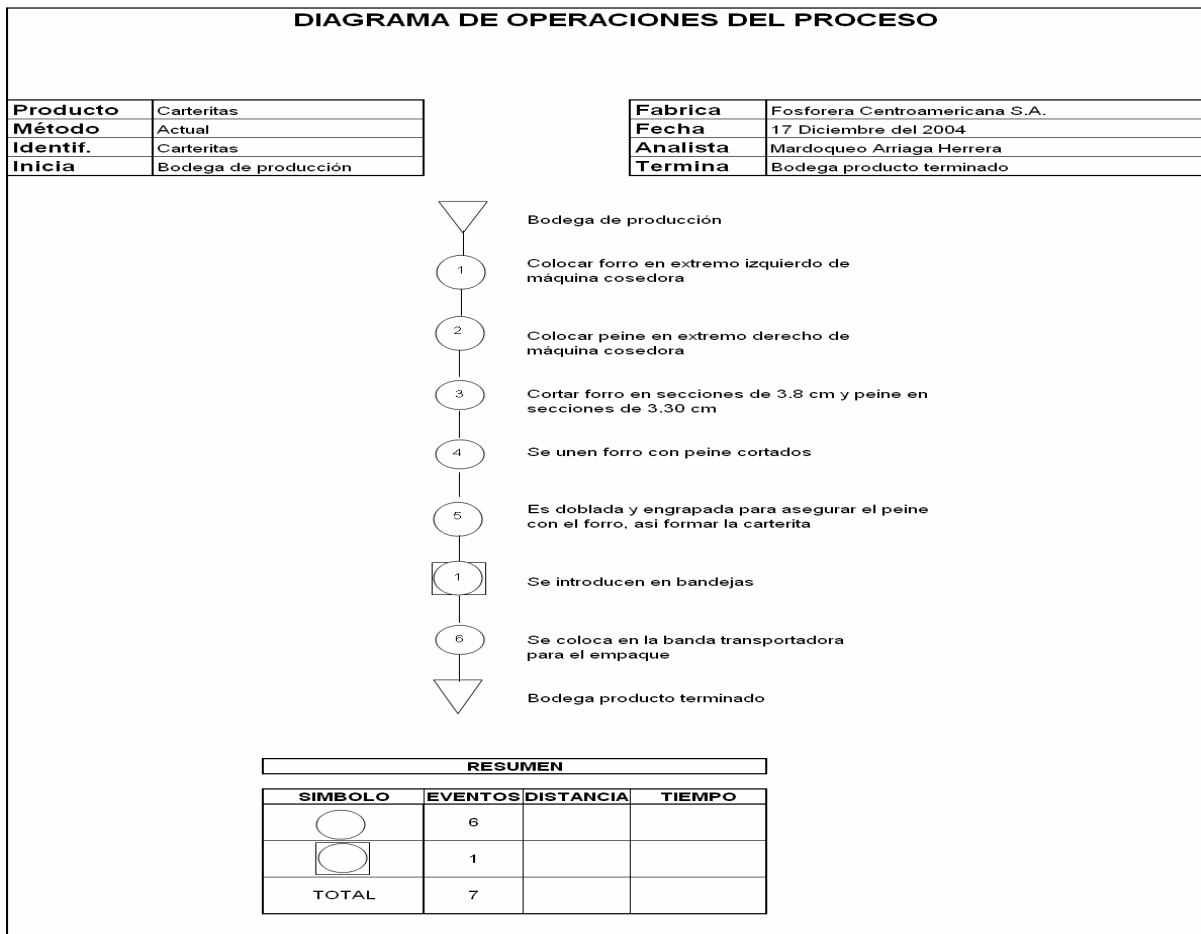 DIAGRAMA DE OPERACIONES DEL PROCESO
Producto Carteritas
Método Actual
Identif. Carteritas
Inicia Bodega de producción
Fabrica Fosforera Centroamericana S.A.
Fecha 17 Diciembre del 2004
Analista Mardoqueo Arriaga Herrera
Termina Bodega producto terminado
Bodega de producción
1 Colocar forro en extremo izquierdo de
máquina cosedora
2 Colocar peine en extremo derecho de
máquina cosedora
3 Cortar forro en secciones de 3.8 cm y peine en
secciones de 3.30 cm
4 Se unen forro con peine cortados
5 Es doblada y engrapada para asegurar el peine
con el forro, asi formar la carterita
1 Se introducen en bandejas
6 Se coloca en la banda transportadora
para el empaque
Bodega producto terminado
RESUMEN
SIMBOLO EVENTOS DISTANCIA TIEMPO
6
1
TOTAL 7